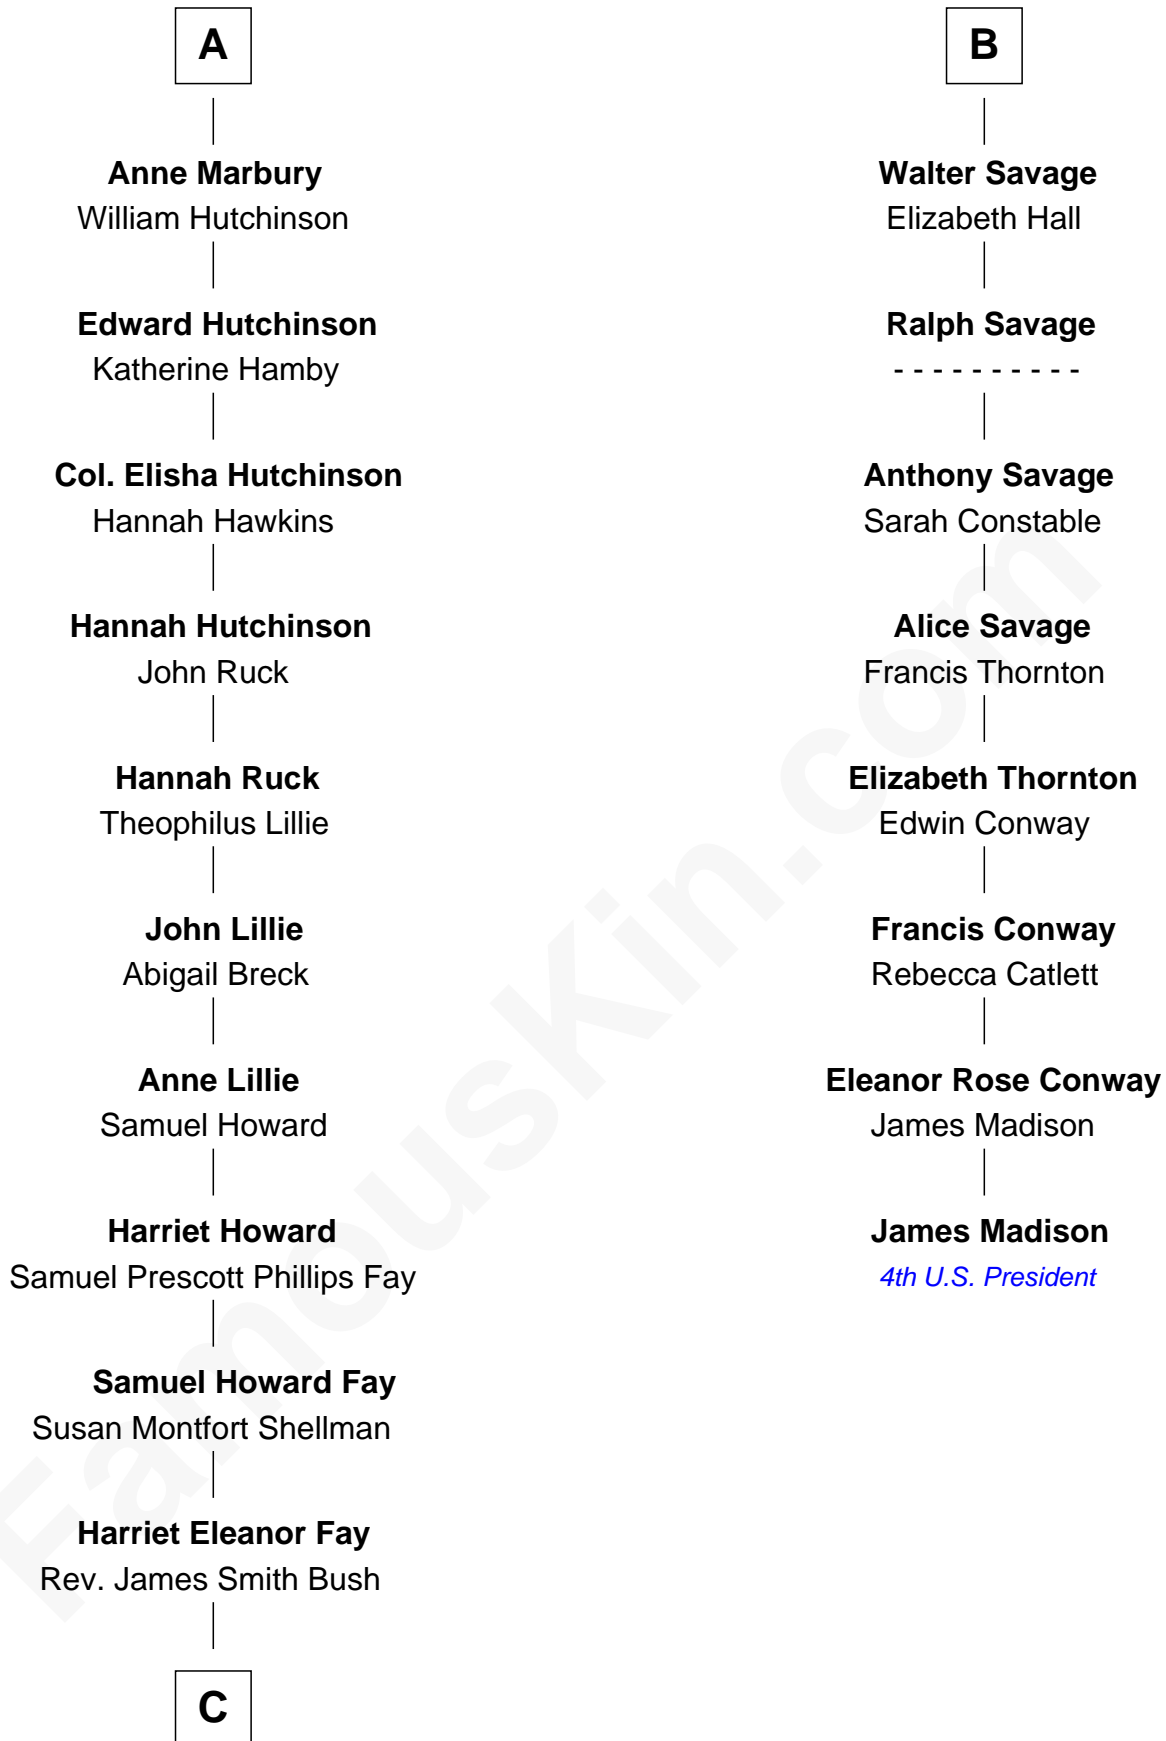 A
Anne Marbury
William Hutchinson
Edward Hutchinson
Katherine Hamby
Col. Elisha Hutchinson
Hannah Hawkins
Hannah Hutchinson
John Ruck
Hannah Ruck
Theophilus Lillie
John Lillie
Abigail Breck
Anne Lillie
Samuel Howard
Harriet Howard
Samuel Prescott Phillips Fay
Samuel Howard Fay
Susan Montfort Shellman
Harriet Eleanor Fay
Rev. James Smith Bush
C
B
Walter Savage
Elizabeth Hall
Ralph Savage
- - - - - - - - - -
Anthony Savage
Sarah Constable
Alice Savage
Francis Thornton
Elizabeth Thornton
Edwin Conway
Francis Conway
Rebecca Catlett
Eleanor Rose Conway
James Madison
James Madison
4th U.S. President
FamousKin.com